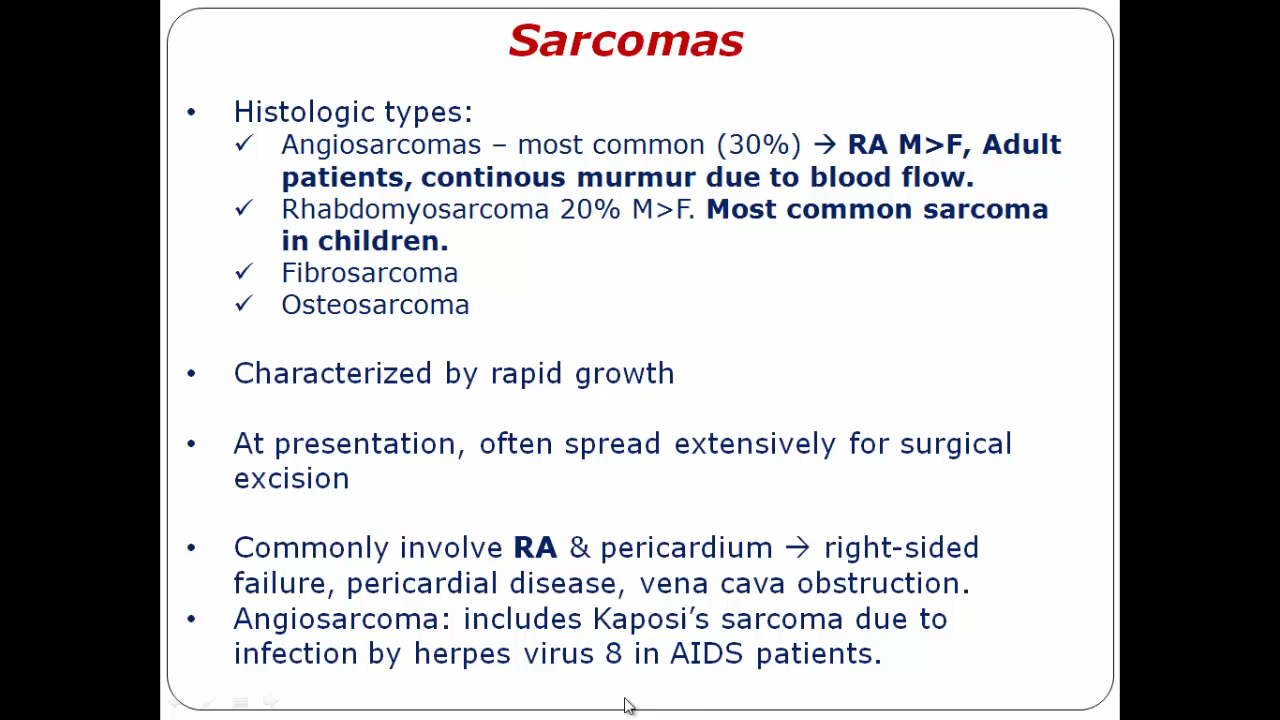 Sarcomas
• Histologic types:
✓ Angiosarcomas – most common (30%) → RA M>F, Adult
patients, continous murmur due to blood flow.
✓ Rhabdomyosarcoma 20% M>F. Most common sarcoma
in children.
✓ Fibrosarcoma
✓ Osteosarcoma
• Characterized by rapid growth
• At presentation, often spread extensively for surgical
excision
• Commonly involve RA & pericardium → right-sided
failure, pericardial disease, vena cava obstruction.
• Angiosarcoma: includes Kaposi’s sarcoma due to
infection by herpes virus 8 in AIDS patients.